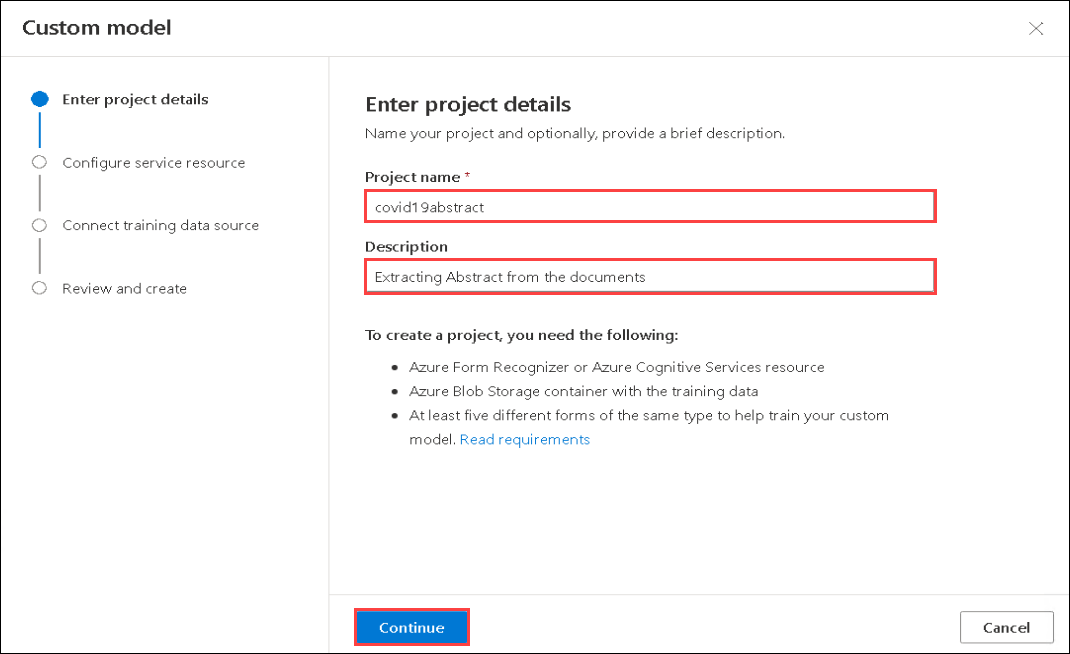 Custom model
Enter project details
Configure service resource
Connect training data source
Review and create
Enter project details
Name your project and optionally, provide a brief description.
Project name *
covid19abstract
Description
Extracting Abstract from the documents
To create a project, you need the following:
• Azure Form Recognizer or Azure Cognitive Services resource
• Azure Blob Storage container with the training data
• At least five different forms of the same type to help train your custom
model. Read requirements
Continue
Cancel